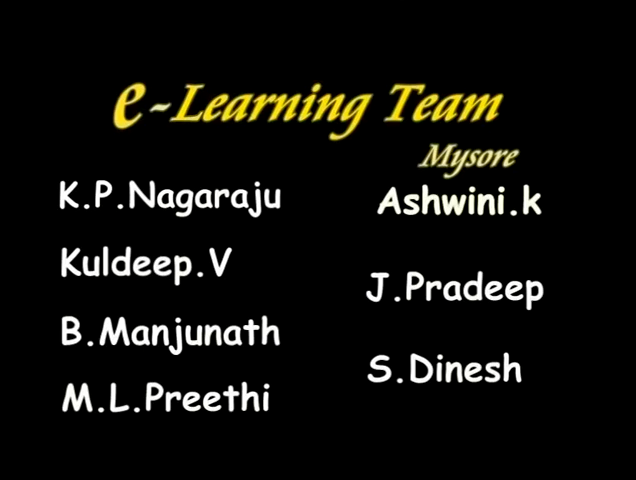 e-Learning Team
Mysore
K.P.Nagaraju
Kuldeep.V
B.Manjunath
M.L.Preethi
Ashwini.k
J.Pradeep
S.Dinesh